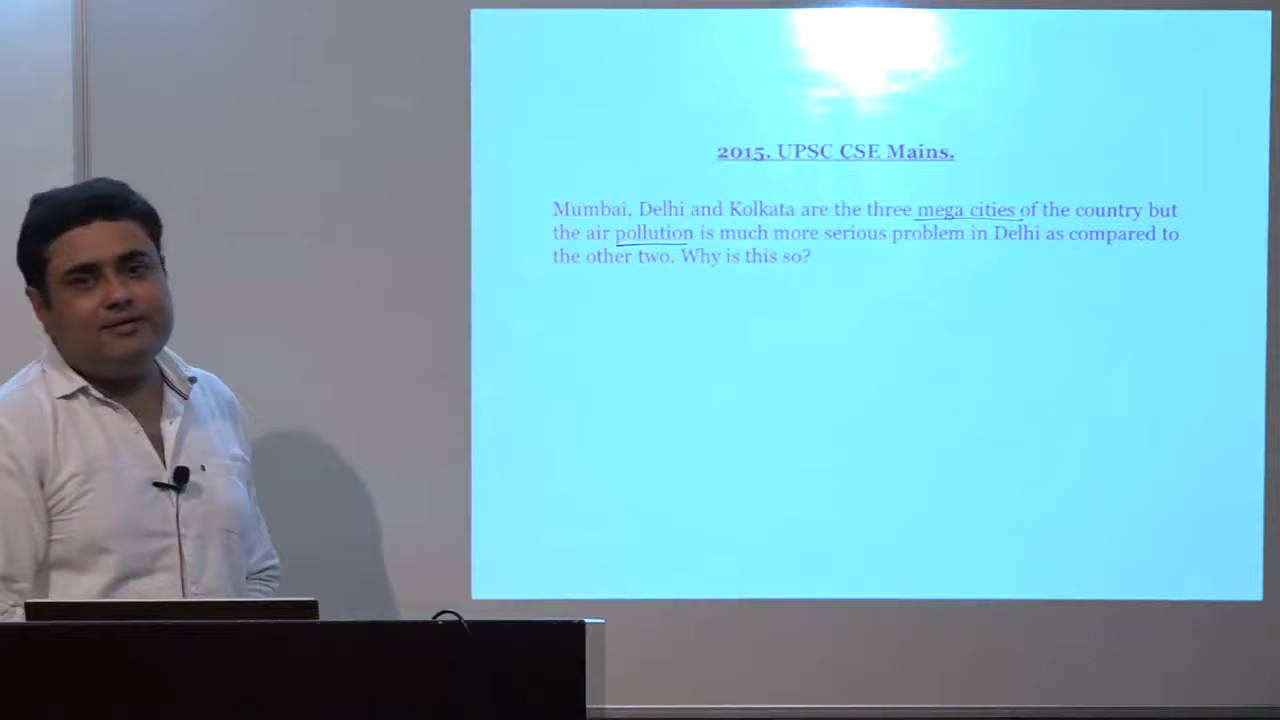 2015. UPSC CSE Mains.
Mumbai, Delhi and Kolkata are the three mega cities of the country but
the air pollution is much more serious problem in Delhi as compared to
the other two. Why is this so?